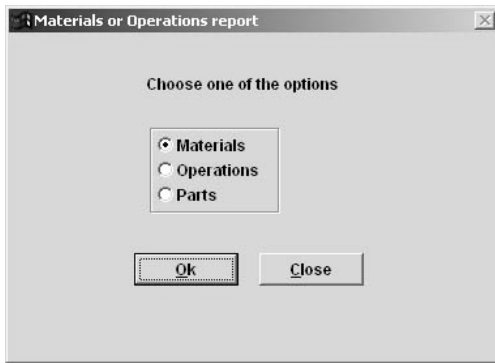 Materials or Operations report
Choose one of the options
Materials
Operations
Parts
Ok
Close